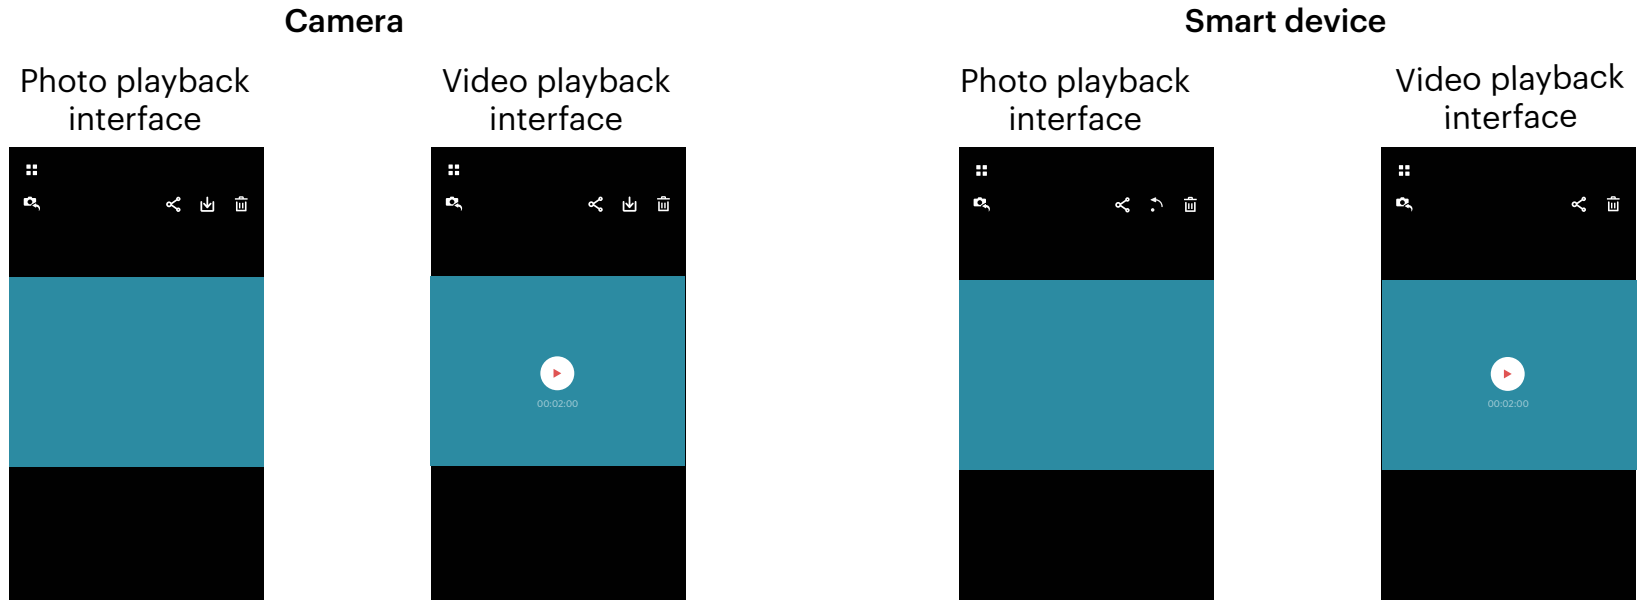 Camera
Smart device
Photo playback
interface
Video playback
interface
Photo playback
interface
Video playback
interface
00:02:00
00:02:00